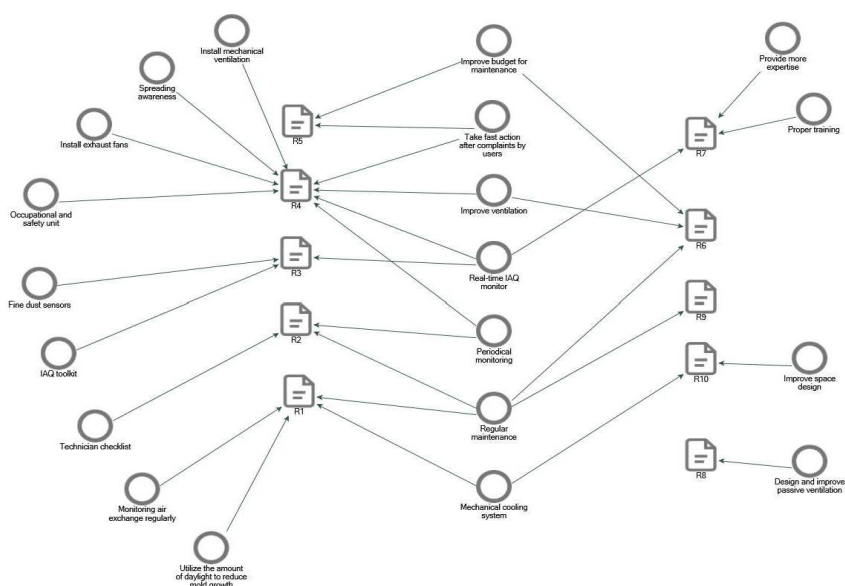 Install mechanical
ventilation
Spreading
awareness
Install exhaust fans
Occupational and
safety unit
Fine dust sensors
IAQ toolkit
Technician checklist
Monitoring air
exchange regularly
Utilize the amount
of daylight to reduce
mold growth
R5
R4
R3
R2
R1
Improve budget for
maintenance
Take fast action
after complaints by
users
Improve ventilation
Real-time IAQ
monitor
Periodical
monitoring
Regular
maintenance
Mechanical cooling
system
R7
R6
R9
R10
R8
Provide more
expertise
Proper training
Improve space
design
Design and improve
passive ventilation